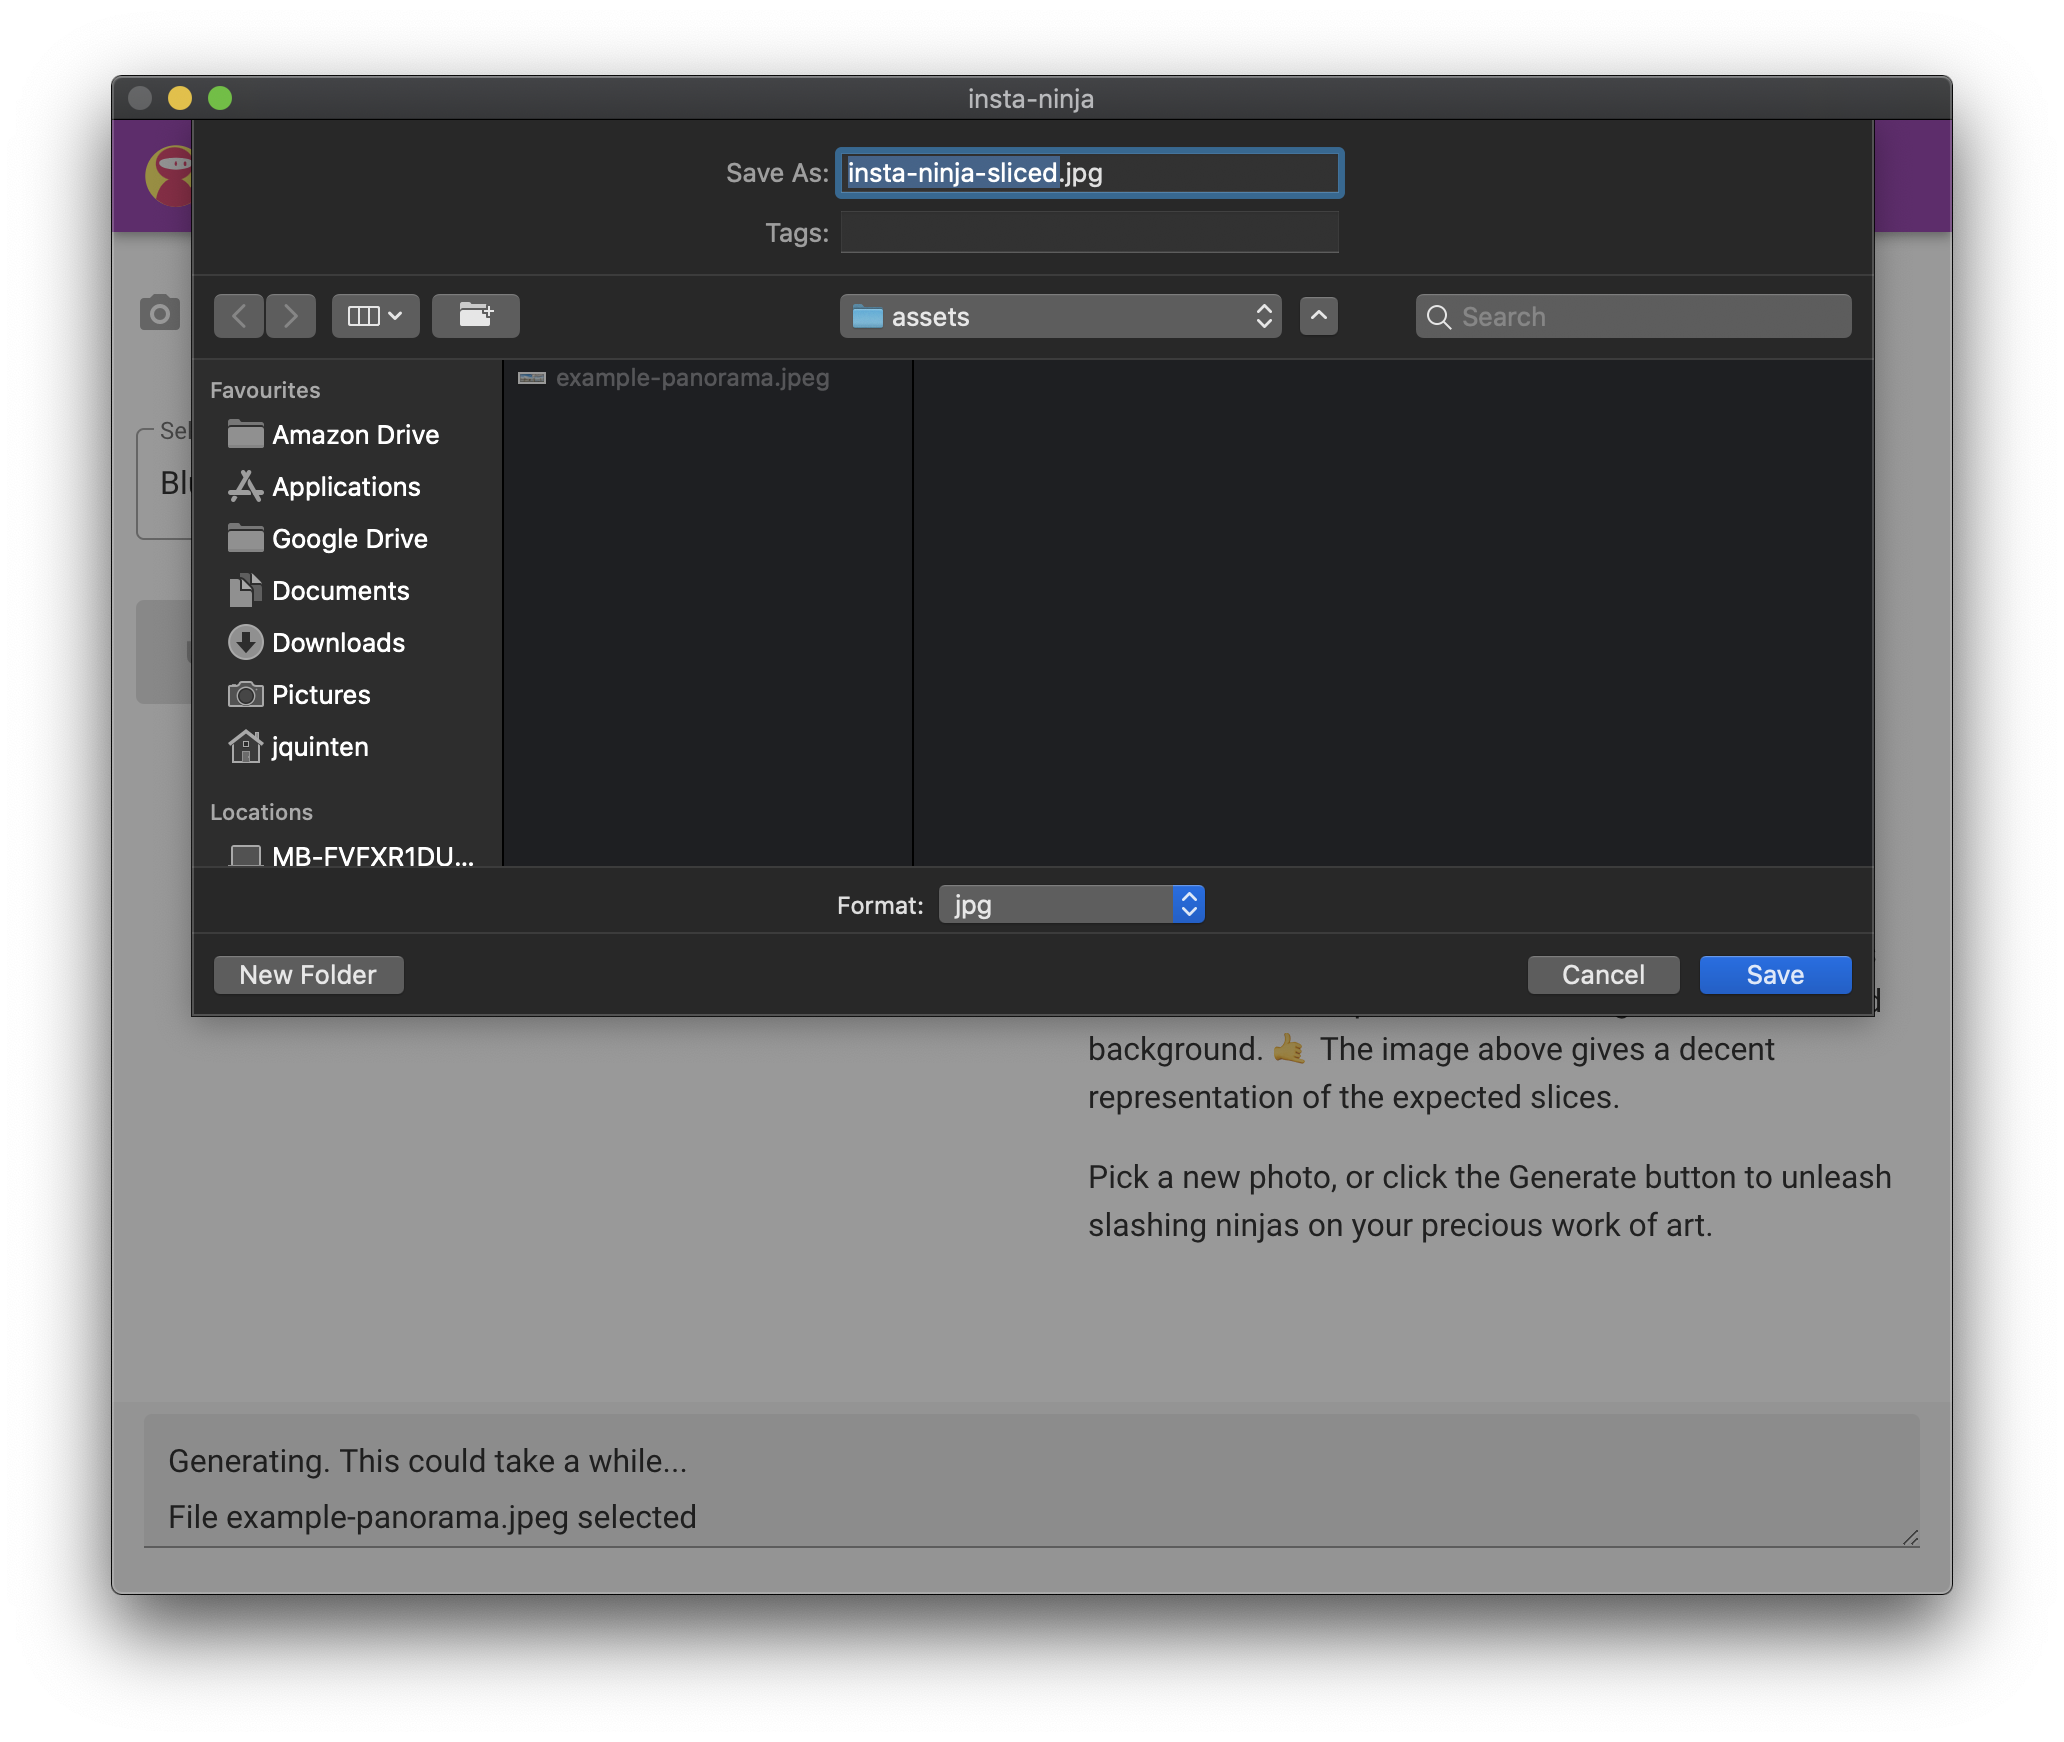 insta-ninja
Save As: insta-ninja-sliced.jpg
Tags:
assets
Search
Favourites
Amazon Drive
Applications
Google Drive
Documents
Downloads
Pictures
jquinten
Locations
MB-FVFXR1DU...
example-panorama.jpeg
Format: jpg
New Folder
Cancel
Save
background. 🤙 The image above gives a decent
representation of the expected slices.
Pick a new photo, or click the Generate button to unleash
slashing ninjas on your precious work of art.
Generating. This could take a while...
File example-panorama.jpeg selected